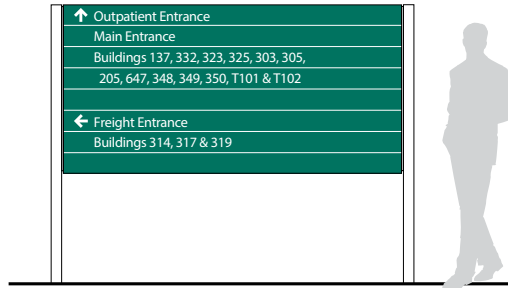 ↑ Outpatient Entrance
Main Entrance
Buildings 137, 332, 323, 325, 303, 305,
205, 647, 348, 349, 350, T101 & T102
← Freight Entrance
Buildings 314, 317 & 319